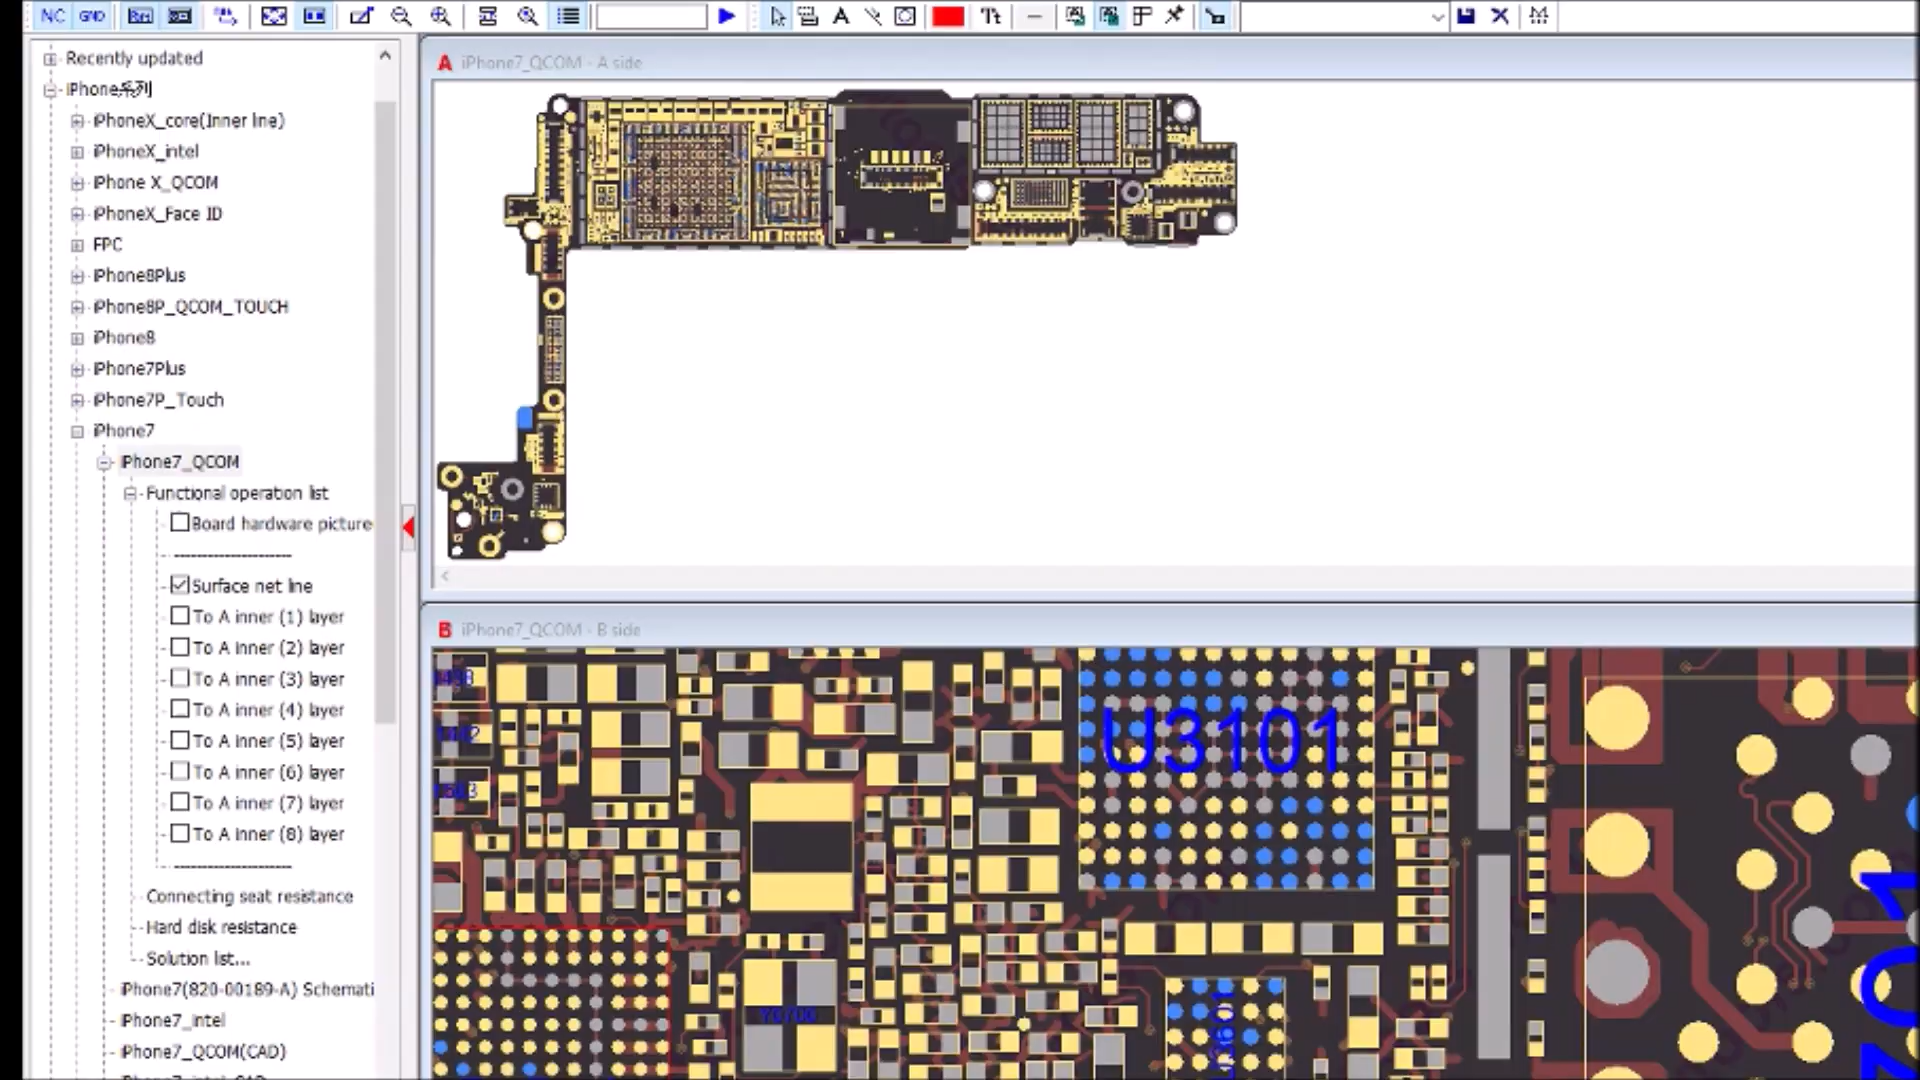 NC GND
Tt
Recently updated
iPhone系列
iPhoneX_core(Inner lne)
iPhoneX_intel
iPhone X_QCOM
iPhoneX_Face ID
FPC
iPhone8Plus
iPhone8P_QCOM_TOUCH
iPhone8
iPhone7Plus
iPhone7P_Touch
iPhone7
iPhone7_QCOM
Functional operation list
Board hardware picture
Surface net line
To A inner (1) layer
To A inner (2) layer
To A inner (3) layer
To A inner (4) layer
To A inner (5) layer
To A inner (6) layer
To A inner (7) layer
To A inner (8) layer
Connecting seat resistance
Hard disk resistance
Solution list...
iPhone7(820-00189-A) Schemati
iPhone7_intel
iPhone7_QCOM(CAD)
A iPhone7_QCOM - A side
B iPhone7_QCOM - B side
U3101